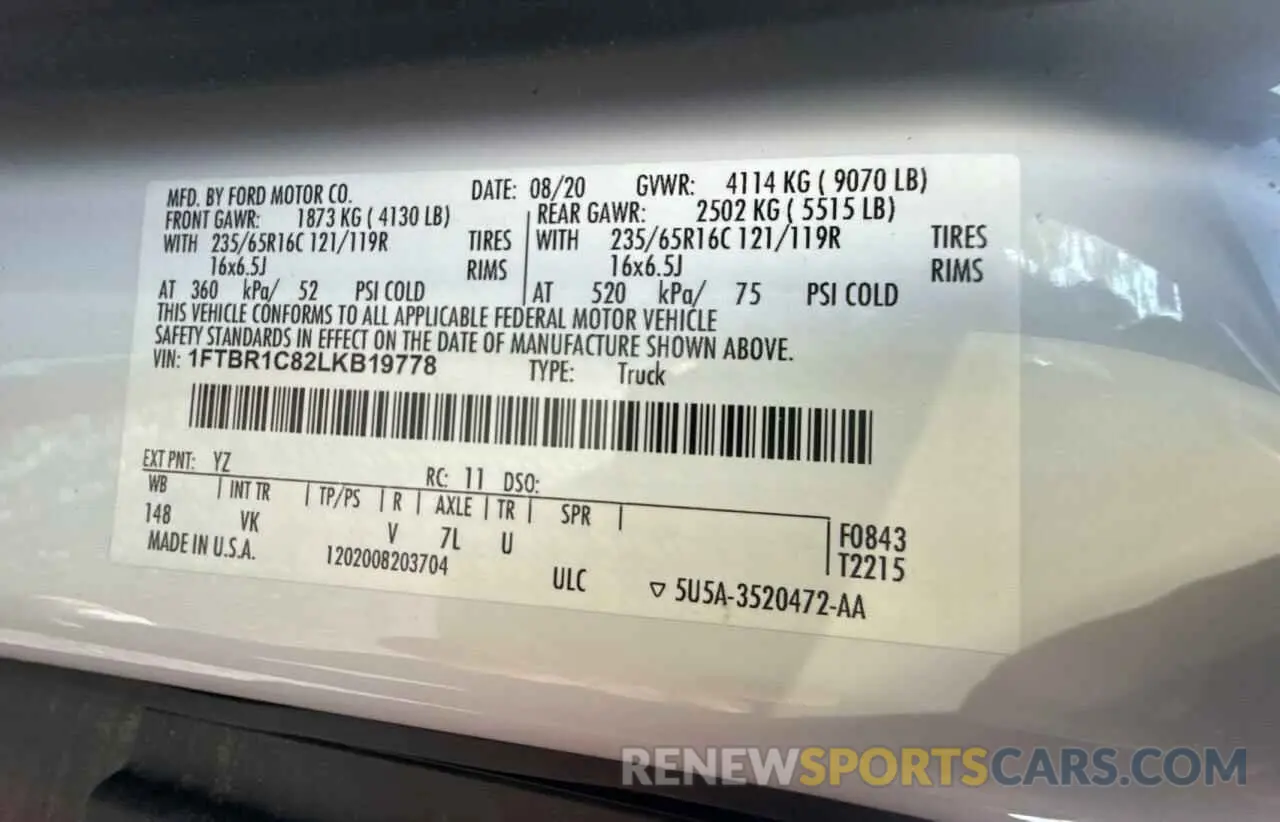 MFD. BY FORD MOTOR CO. DATE: 08/20 GVWR: 4114 KG ( 9070 LB)
FRONT GAWR: 1873 KG ( 4130 LB) REAR GAWR: 2502 KG ( 5515 LB)
WITH 235/65R16C 121/119R TIRES WITH 235/65R16C 121/119R TIRES
16x6.5J RIMS 16x6.5J RIMS
AT 360 kPa/ 52 PSI COLD AT 520 kPa/ 75 PSI COLD
THIS VEHICLE CONFORMS TO ALL APPLICABLE FEDERAL MOTOR VEHICLE
SAFETY STANDARDS IN EFFECT ON THE DATE OF MANUFACTURE SHOWN ABOVE.
VIN: 1FTBR1C82LKB19778 TYPE: Truck
EXT PNT: YZ RC: 11 DSO:
WB INT TR TP/PS R AXLE TR SPR
148 VK V 7L U F0843
T2215
MADE IN U.S.A. 1202008203704 ULC ▽ 5U5A-3520472-AA
RENEWSPORTSCARS.COM